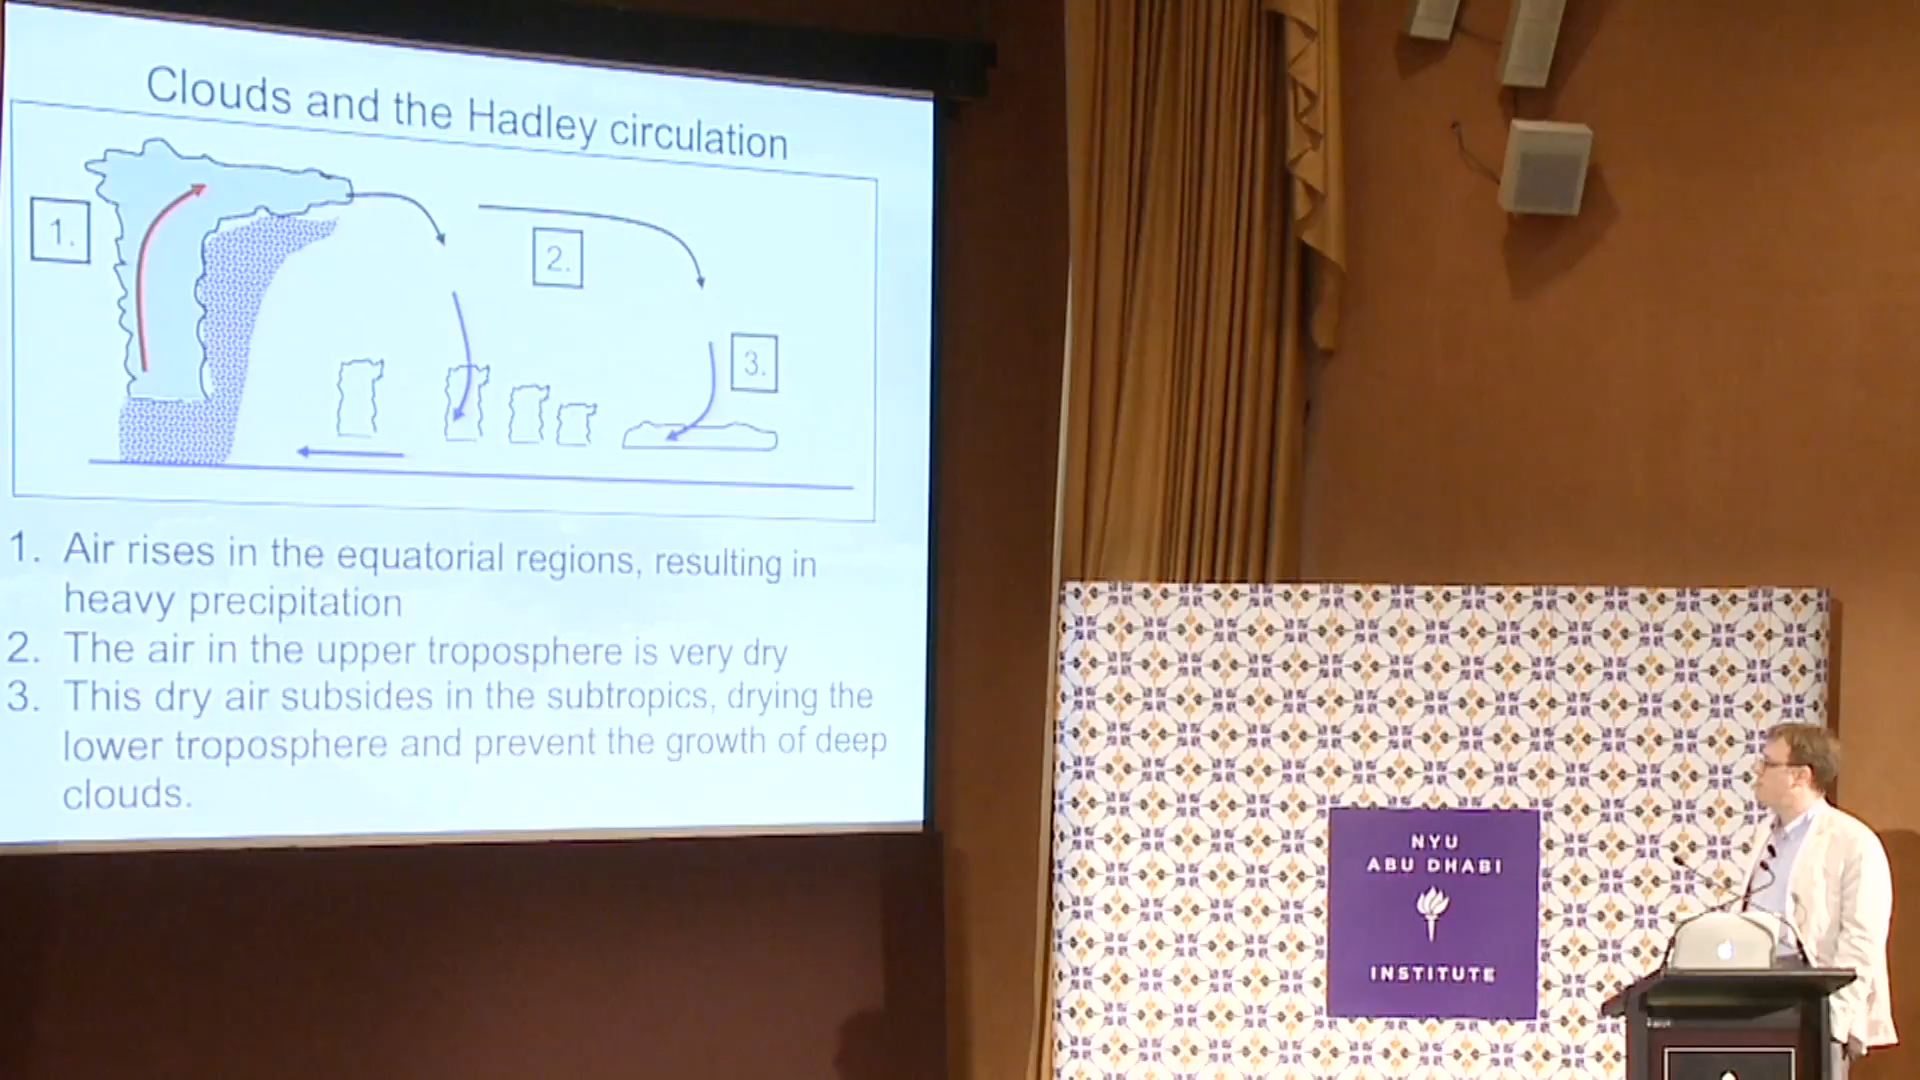 Clouds and the Hadley circulation
1.
2.
3.
1. Air rises in the equatorial regions, resulting in
heavy precipitation
2. The air in the upper troposphere is very dry
3. This dry air subsides in the subtropics, drying the
lower troposphere and prevent the growth of deep
clouds.
NYU
ABU DHABI
INSTITUTE